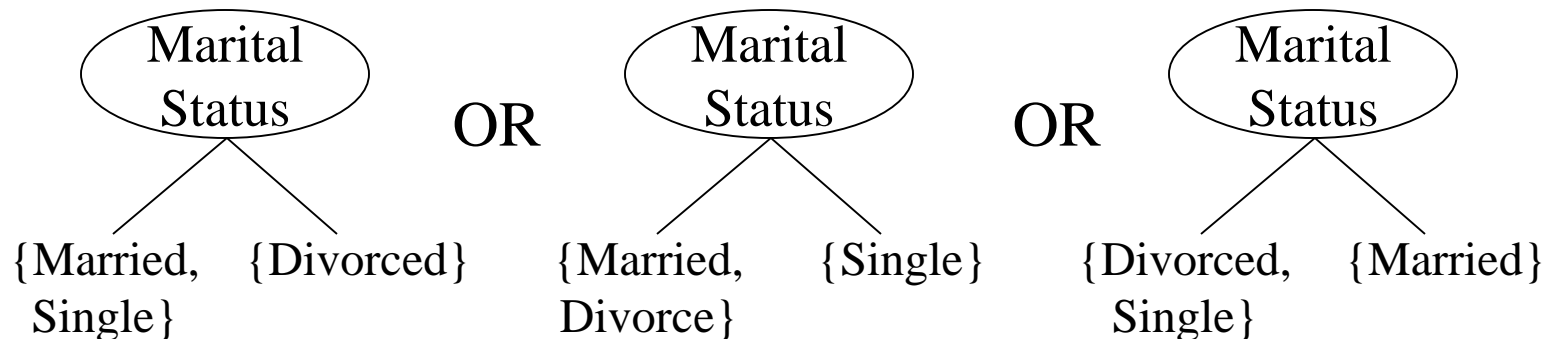 Marital
Status
{Married,
Single}
{Divorced}
OR
Marital
Status
{Married,
Divorce}
{Single}
OR
Marital
Status
{Divorced,
Single}
{Married}